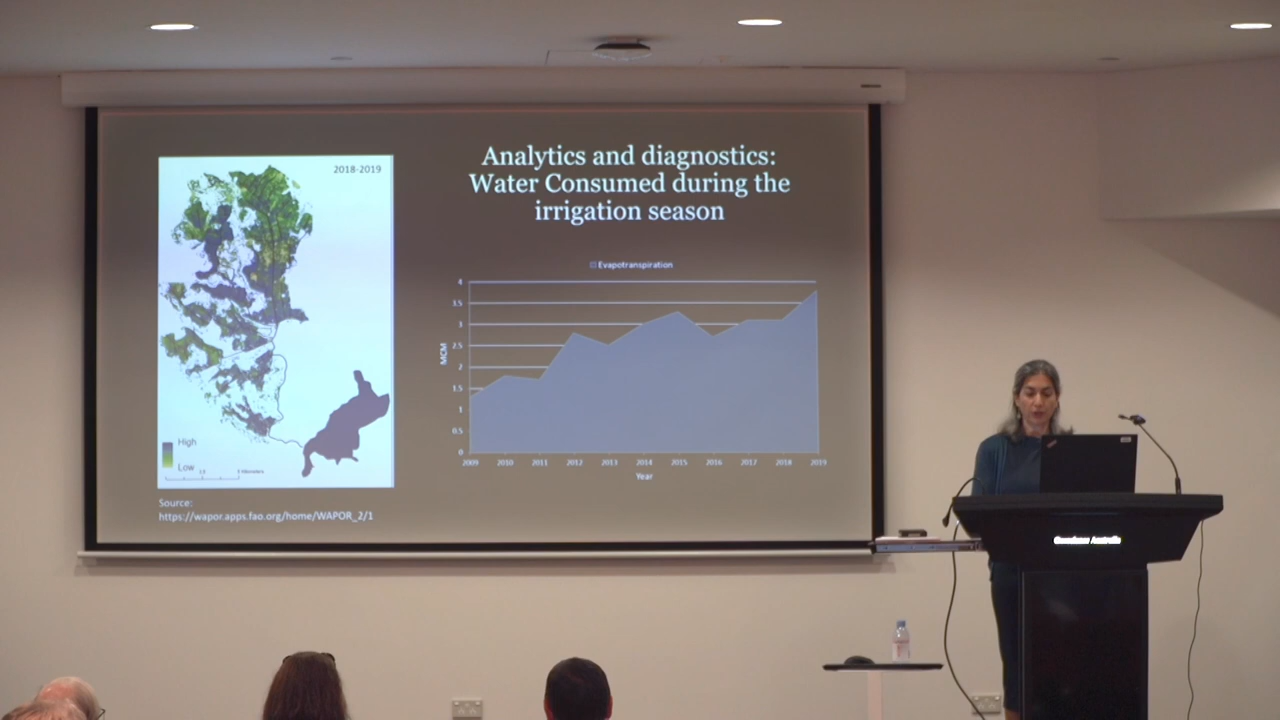 2018-2019
Analytics and diagnostics:
Water Consumed during the
irrigation season
Evapotranspiration
4
3.5
3
2.5
2
1.5
1
0.5
0
MCM
2009 2010 2011 2012 2013 2014 2015 2016 2017 2018 2019
Year
High
Low
Source:
https://wapor.apps.fao.org/home/WAPOR_2/1